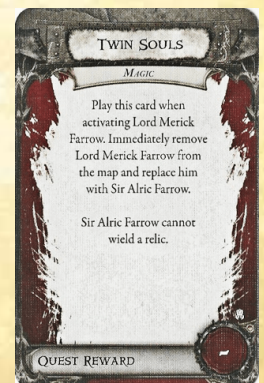 TWIN SOULS
MAGIC
Play this card when
activating Lord Merick
Farrow. Immediately remove
Lord Merick Farrow from
the map and replace him
with Sir Alric Farrow.
Sir Alric Farrow cannot
wield a relic.
QUEST REWARD
-